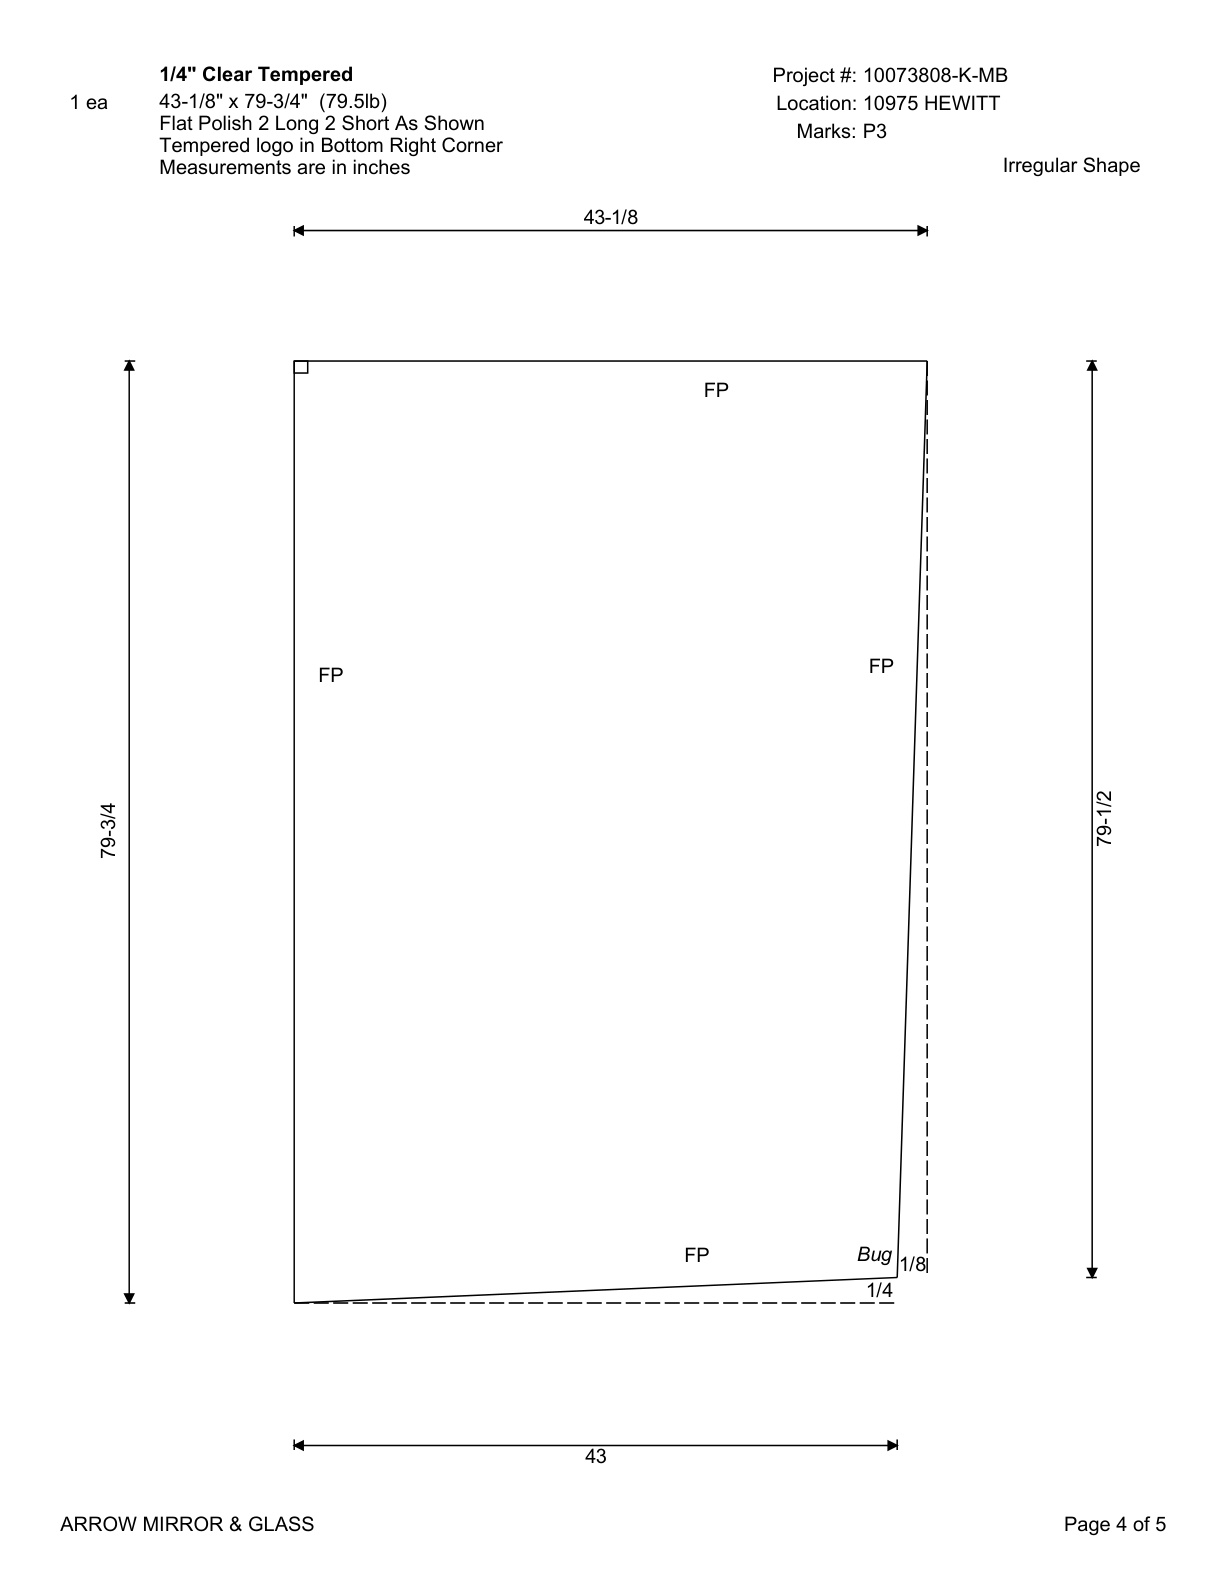 1/4" Clear Tempered
1 ea
43-1/8" x 79-3/4" (79.5lb)
Flat Polish 2 Long 2 Short As Shown
Tempered logo in Bottom Right Corner
Measurements are in inches
Project #: 10073808-K-MB
Location: 10975 HEWITT
Marks: P3
Irregular Shape
43-1/8
FP
FP
FP
79-3/4
79-1/2
FP
Bug
1/8
1/4
43
ARROW MIRROR & GLASS
Page 4 of 5